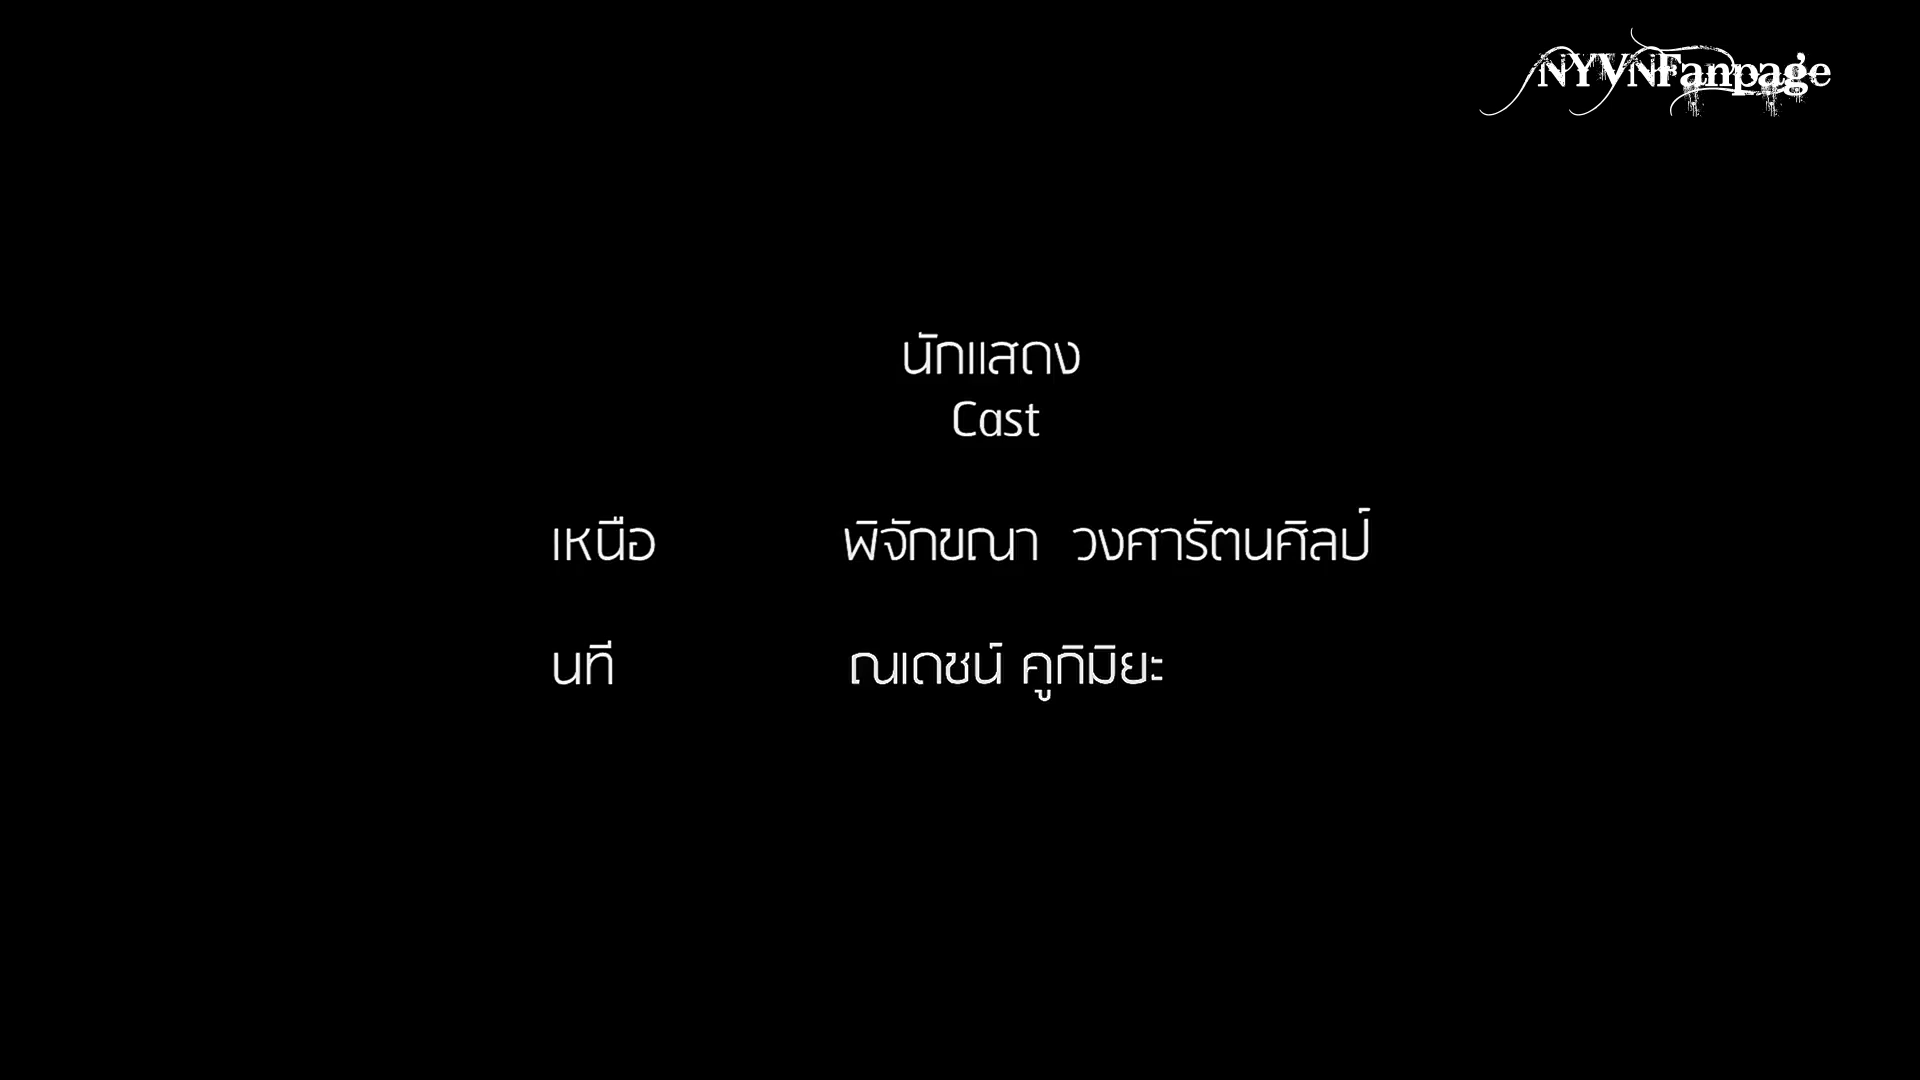 NYVNFanpage
นักแสดง
Cast
เหนือ พิจักขณา วงศารัตนศิลป์
นที ณเดชน์ คูกิมิยะ